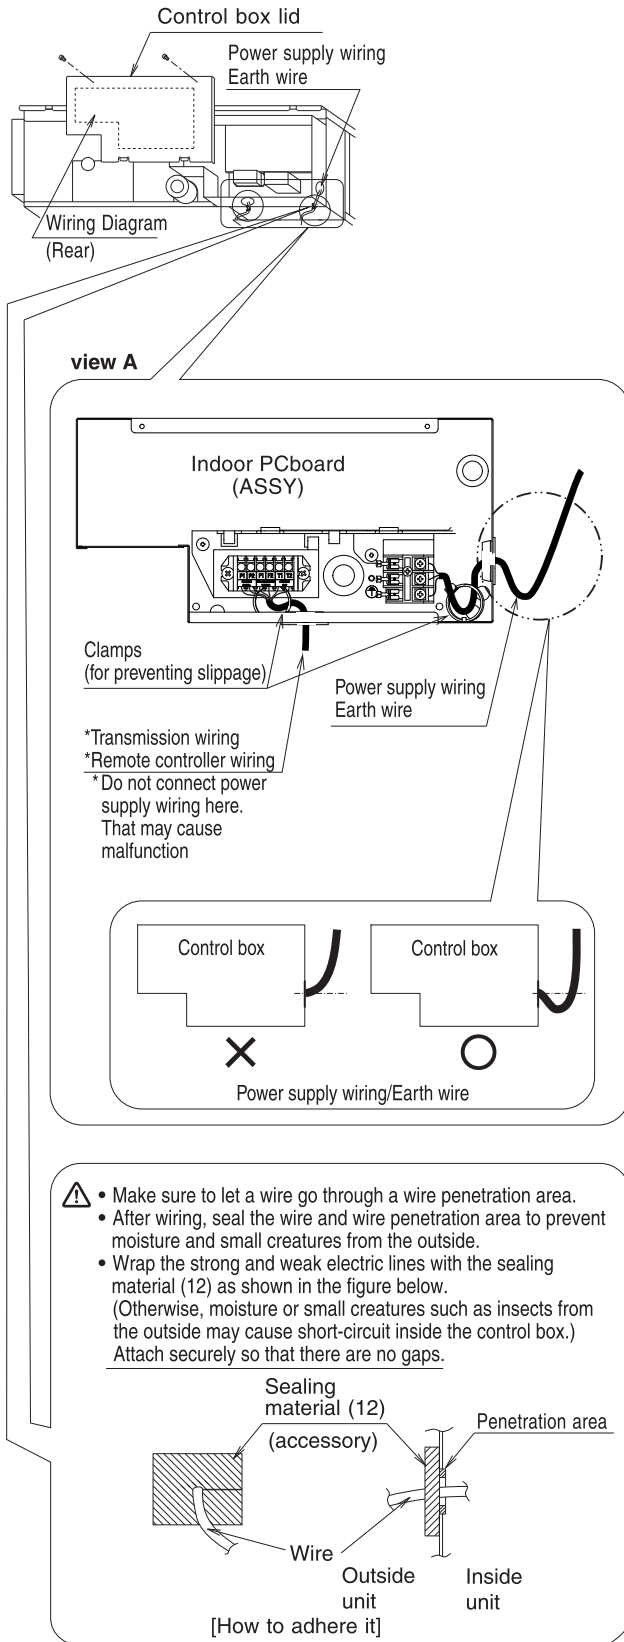 Control box lid
Power supply wiring
Earth wire
Wiring Diagram
(Rear)
view A
Indoor PCboard
(ASSY)
P1 P2 F1 F2 T1 T2
Clamps
(for preventing slippage)
Power supply wiring
Earth wire
*Transmission wiring
*Remote controller wiring
* Do not connect power
supply wiring here.
That may cause
malfunction
Control box
Control box
Power supply wiring/Earth wire
• Make sure to let a wire go through a wire penetration area.
• After wiring, seal the wire and wire penetration area to prevent
moisture and small creatures from the outside.
• Wrap the strong and weak electric lines with the sealing
material (12) as shown in the figure below.
(Otherwise, moisture or small creatures such as insects from
the outside may cause short-circuit inside the control box.)
Attach securely so that there are no gaps.
Sealing
material (12)
(accessory)
Penetration area
Wire
Outside
unit
Inside
unit
[How to adhere it]